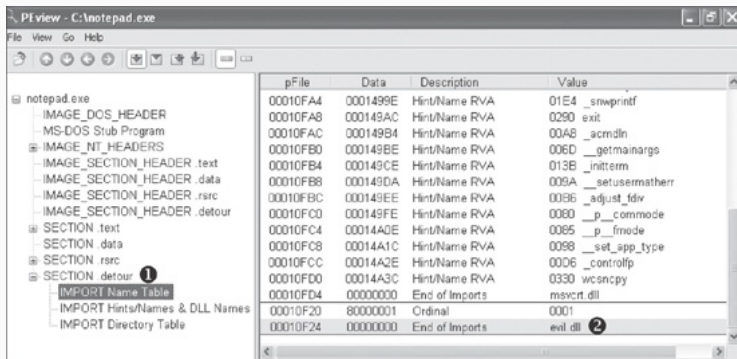 PEview - C:\notepad.exe
File View Go Help
pFile Data Description Value
notepad.exe
IMAGE_DOS_HEADER
MS-DOS Stub Program
IMAGE_NT_HEADERS
IMAGE_SECTION_HEADER .text
IMAGE_SECTION_HEADER .data
IMAGE_SECTION_HEADER .rsrc
IMAGE_SECTION_HEADER .detour
SECTION .text
SECTION .data
SECTION .rsrc
SECTION .detour 1
IMPORT Name Table
IMPORT Hints/Names & DLL Names
IMPORT Directory Table
00010FA4 0001499E Hint/Name RVA 01E4 _snwprintf
00010FA8 000149AC Hint/Name RVA 0290 exit
00010FAC 000149B4 Hint/Name RVA 00A8 _acmdln
00010FB0 000149BE Hint/Name RVA 006D __getmainargs
00010FB4 000149CE Hint/Name RVA 013B _initterm
00010FB8 000149DA Hint/Name RVA 009A __setusermatherr
00010FBC 000149EE Hint/Name RVA 00B6 _adjust_fdiv
00010FC0 000149FE Hint/Name RVA 0080 __p__commode
00010FC4 00014A0E Hint/Name RVA 0085 __p__fmode
00010FC8 00014A1C Hint/Name RVA 0098 __set_app_type
00010FCC 00014A2E Hint/Name RVA 00D6 _controlfp
00010FD0 00014A3C Hint/Name RVA 0330 wcsncpy
00010FD4 00000000 End of Imports msvcrt.dll
00010F20 80000001 Ordinal 0001
00010F24 00000000 End of Imports evil.dll 2